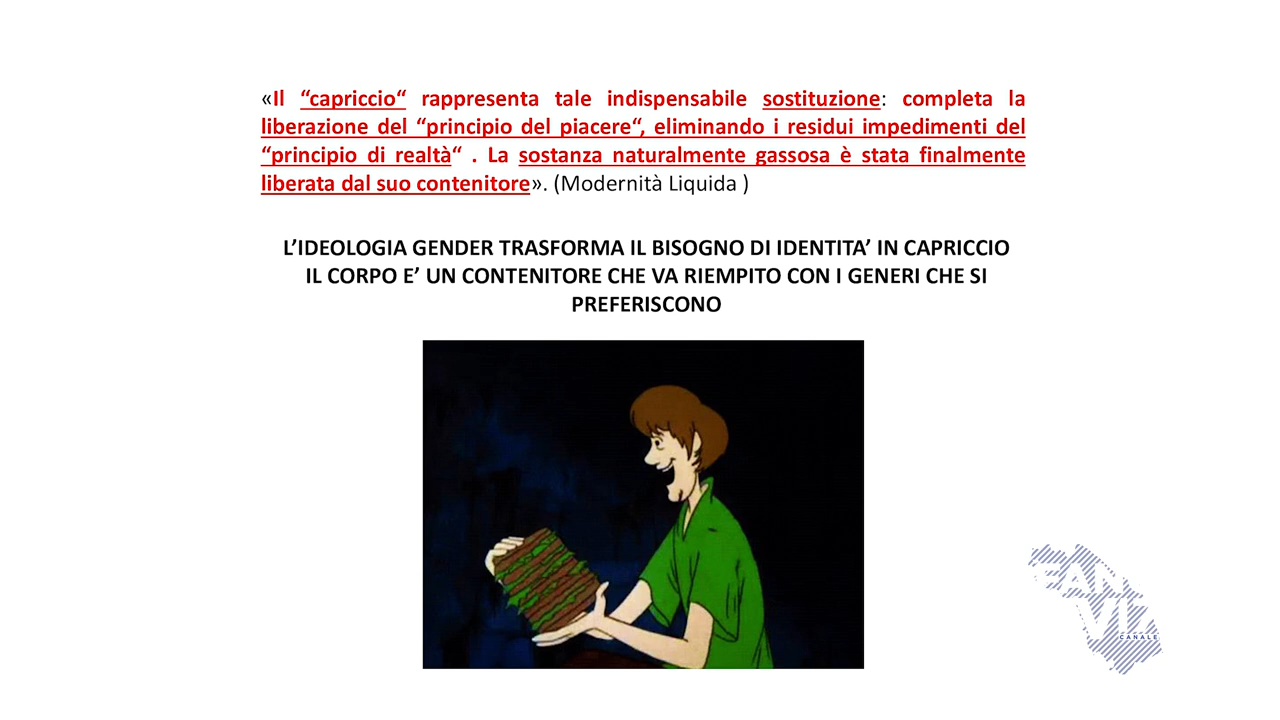 «Il “capriccio“ rappresenta tale indispensabile sostituzione: completa la
liberazione del “principio del piacere“, eliminando i residui impedimenti del
“principio di realtà“ . La sostanza naturalmente gassosa è stata finalmente
liberata dal suo contenitore». (Modernità Liquida )
L’IDEOLOGIA GENDER TRASFORMA IL BISOGNO DI IDENTITA’ IN CAPRICCIO
IL CORPO E’ UN CONTENITORE CHE VA RIEMPITO CON I GENERI CHE SI
PREFERISCONO
CANALE